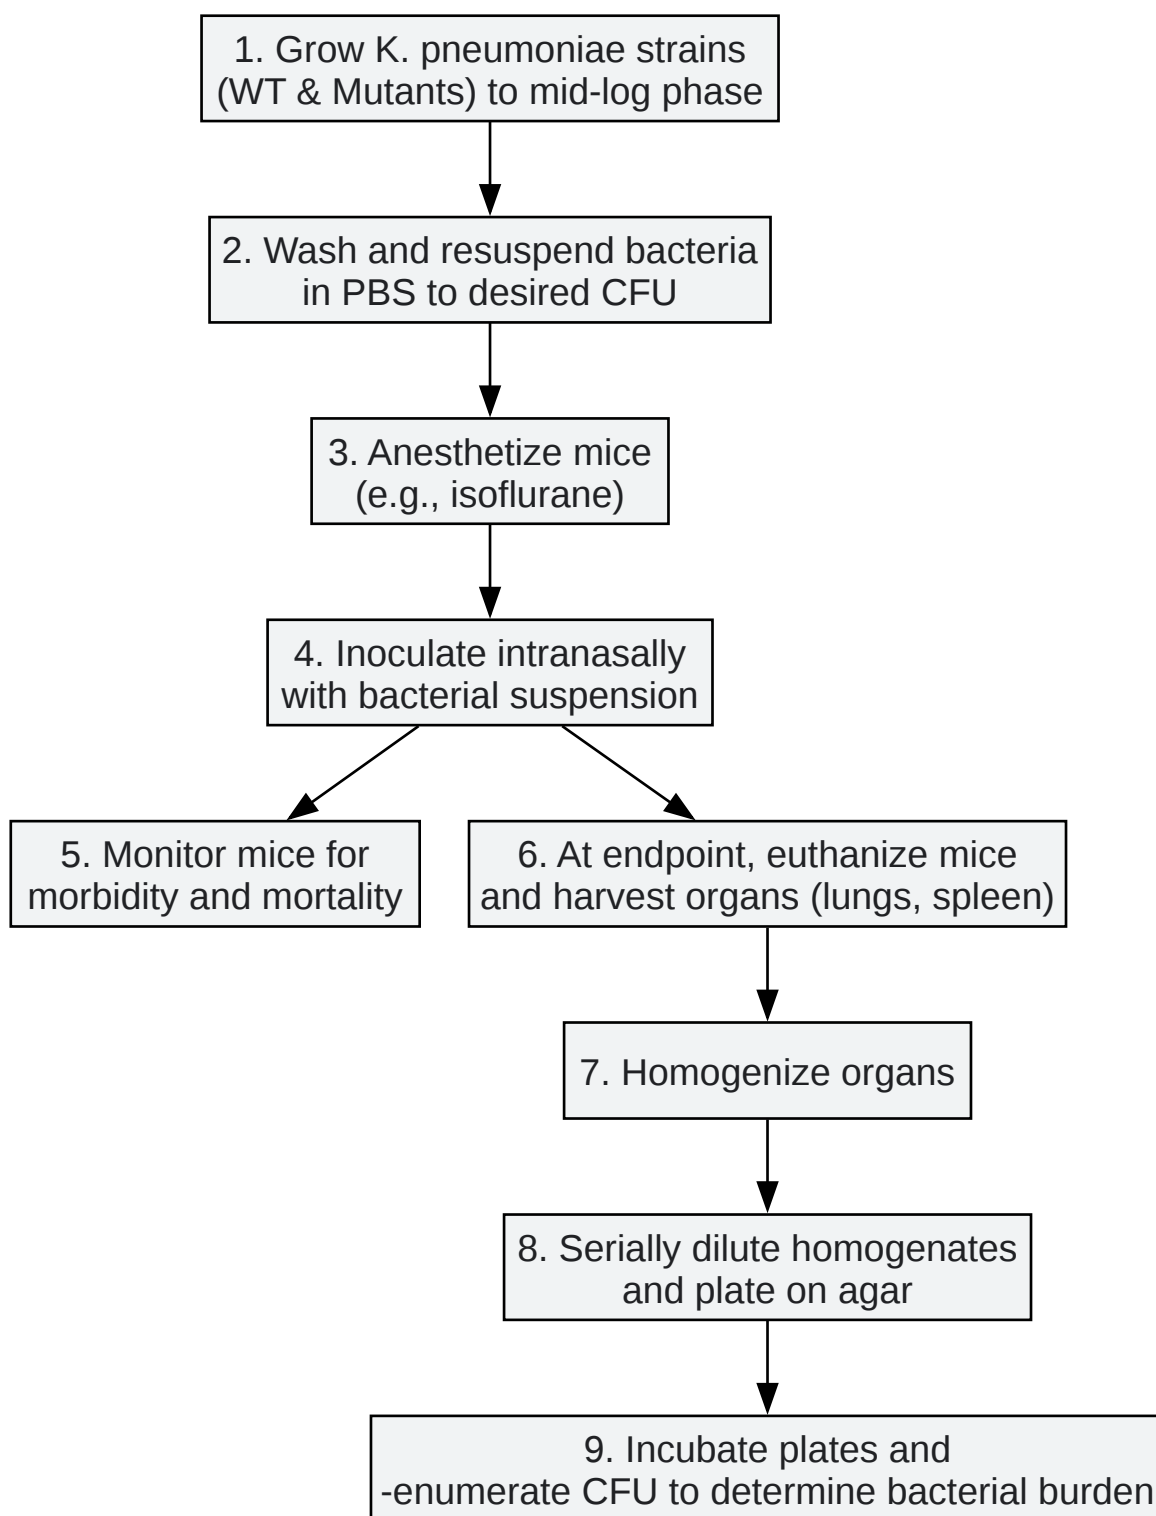 1. Grow K. pneumoniae strains
(WT & Mutants) to mid-log phase
2. Wash and resuspend bacteria
in PBS to desired CFU
3. Anesthetize mice
(e.g., isoflurane)
4. Inoculate intranasally
with bacterial suspension
5. Monitor mice for
morbidity and mortality
6. At endpoint, euthanize mice
and harvest organs (lungs, spleen)
7. Homogenize organs
8. Serially dilute homogenates
and plate on agar
9. Incubate plates and
-enumerate CFU to determine bacterial burden